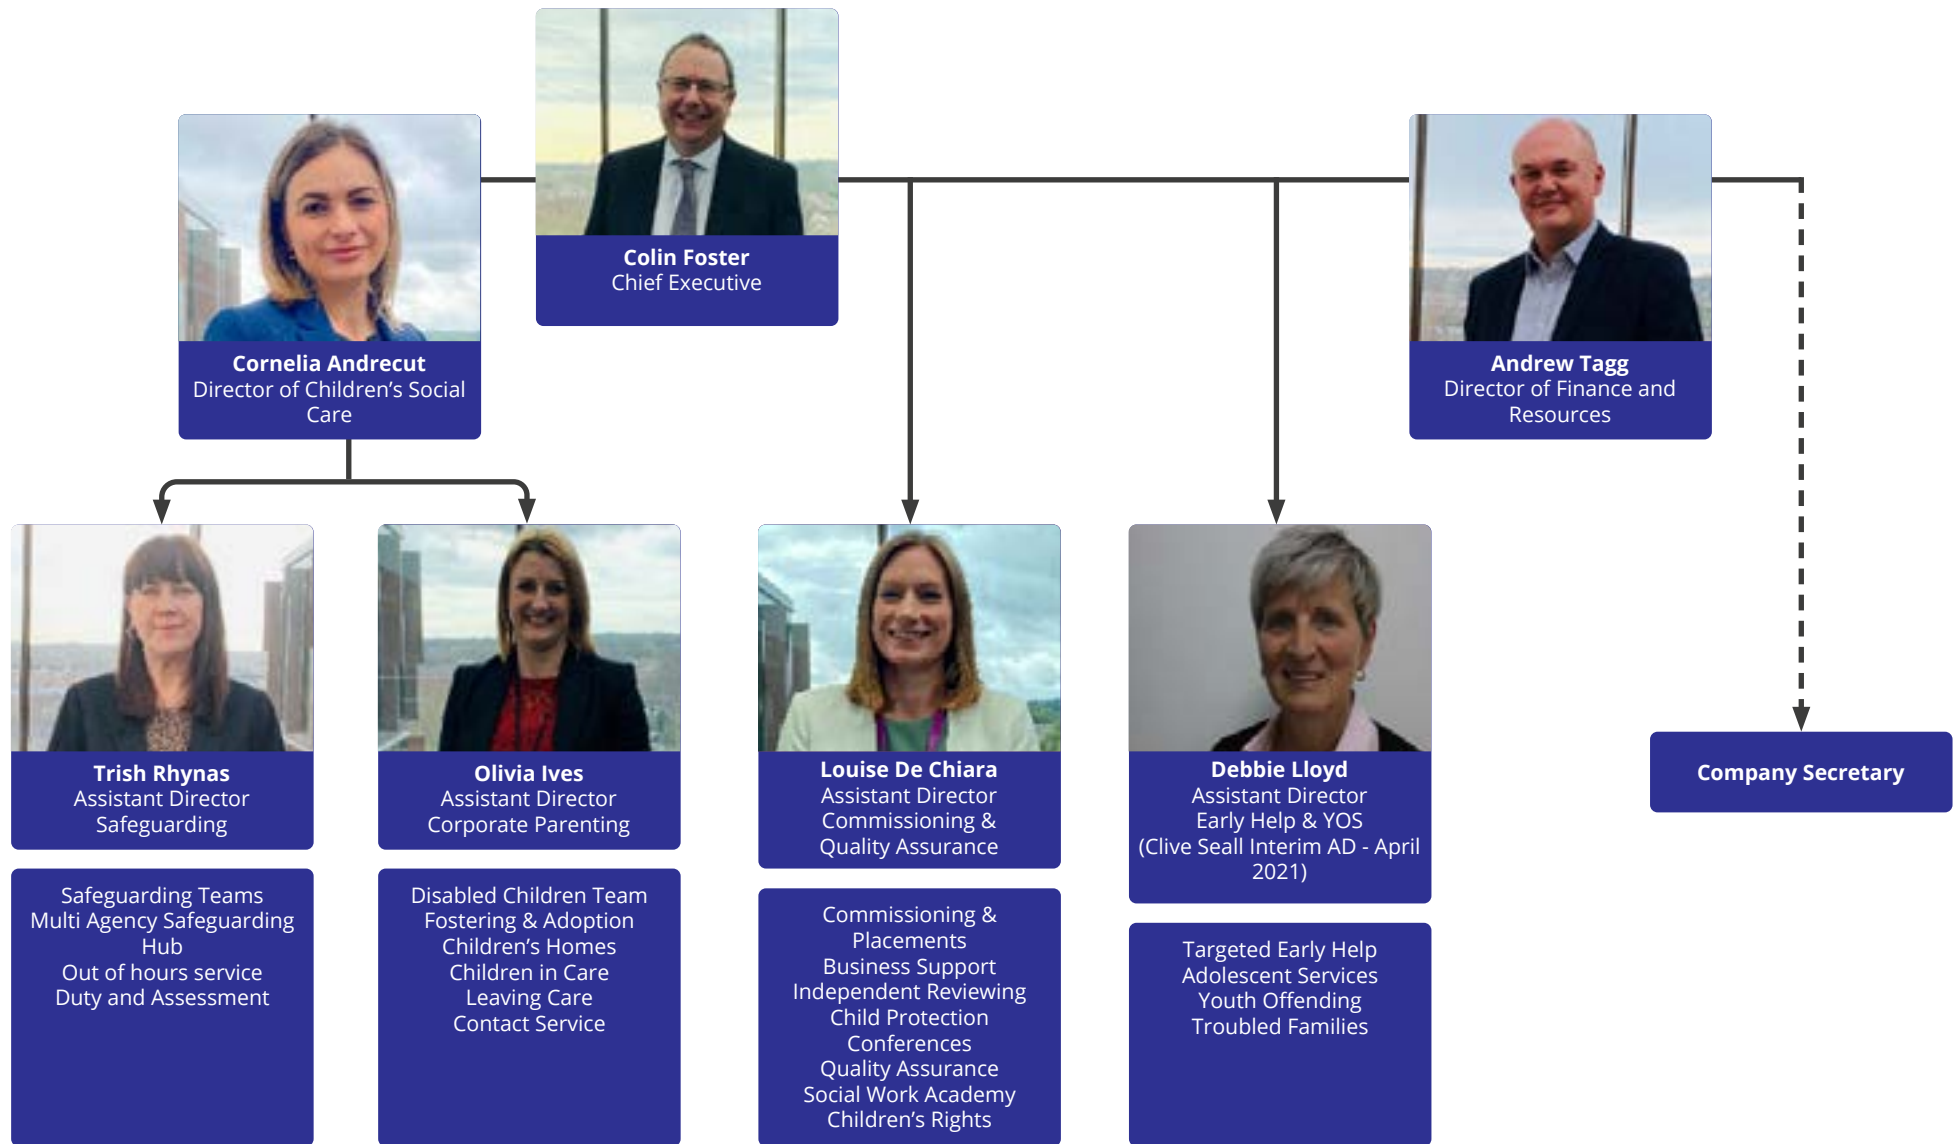 Colin Foster
Chief Executive
Cornelia Andrecut
Director of Children’s Social
Care
Andrew Tagg
Director of Finance and
Resources
Trish Rhynas
Assistant Director
Safeguarding
Safeguarding Teams
Multi Agency Safeguarding
Hub
Out of hours service
Duty and Assessment
Olivia Ives
Assistant Director
Corporate Parenting
Disabled Children Team
Fostering & Adoption
Children’s Homes
Children in Care
Leaving Care
Contact Service
Louise De Chiara
Assistant Director
Commissioning &
Quality Assurance
Commissioning &
Placements
Business Support
Independent Reviewing
Child Protection
Conferences
Quality Assurance
Social Work Academy
Children’s Rights
Debbie Lloyd
Assistant Director
Early Help & YOS
(Clive Seall Interim AD - April
2021)
Targeted Early Help
Adolescent Services
Youth Offending
Troubled Families
Company Secretary